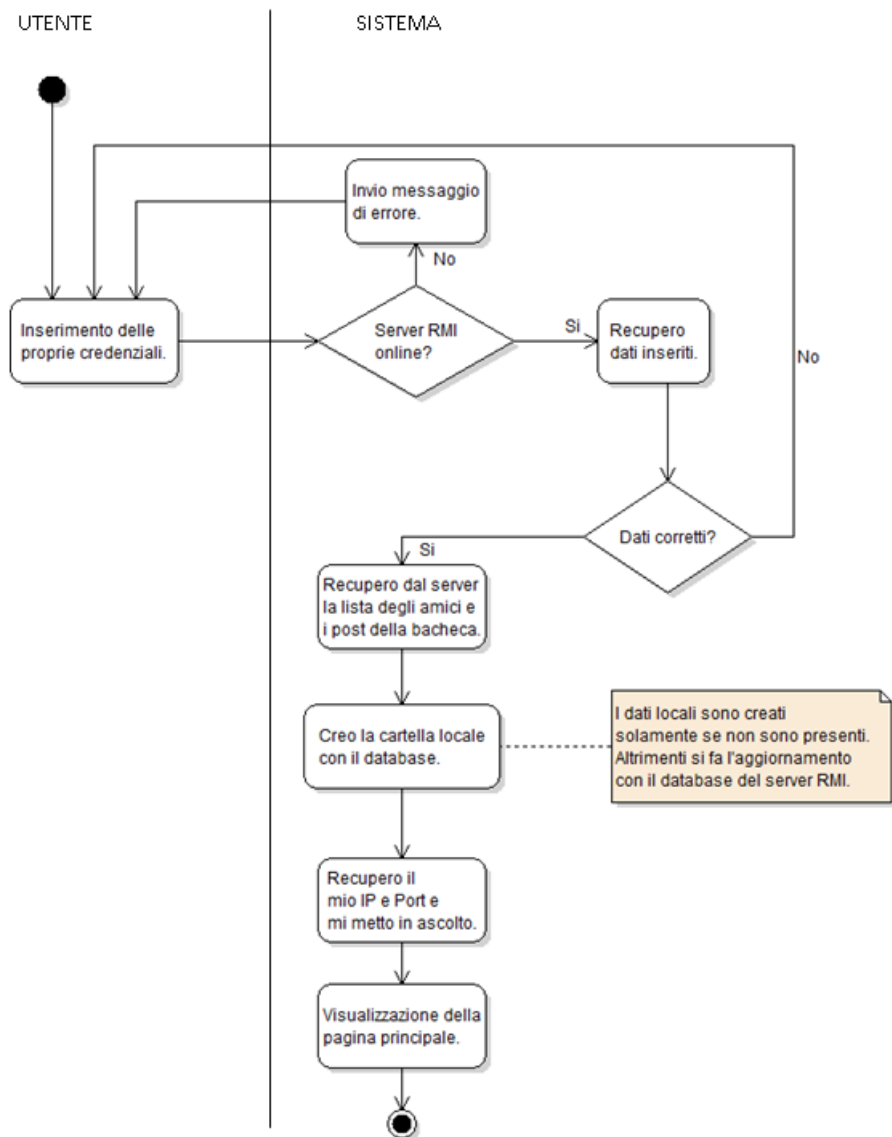 UTENTE
SISTEMA
Invio messaggio
di errore.
No
Inserimento delle
proprie credenziali.
Server RMI
online?
Si
Recupero
dati inseriti.
No
Dati corretti?
Si
Recupero dal server
la lista degli amici e
i post della bacheca.
Creo la cartella locale
con il database.
I dati locali sono creati
solamente se non sono presenti.
Altrimenti si fa l'aggiornamento
con il database del server RMI.
Recupero il
mio IP e Port e
mi metto in ascolto.
Visualizzazione della
pagina principale.